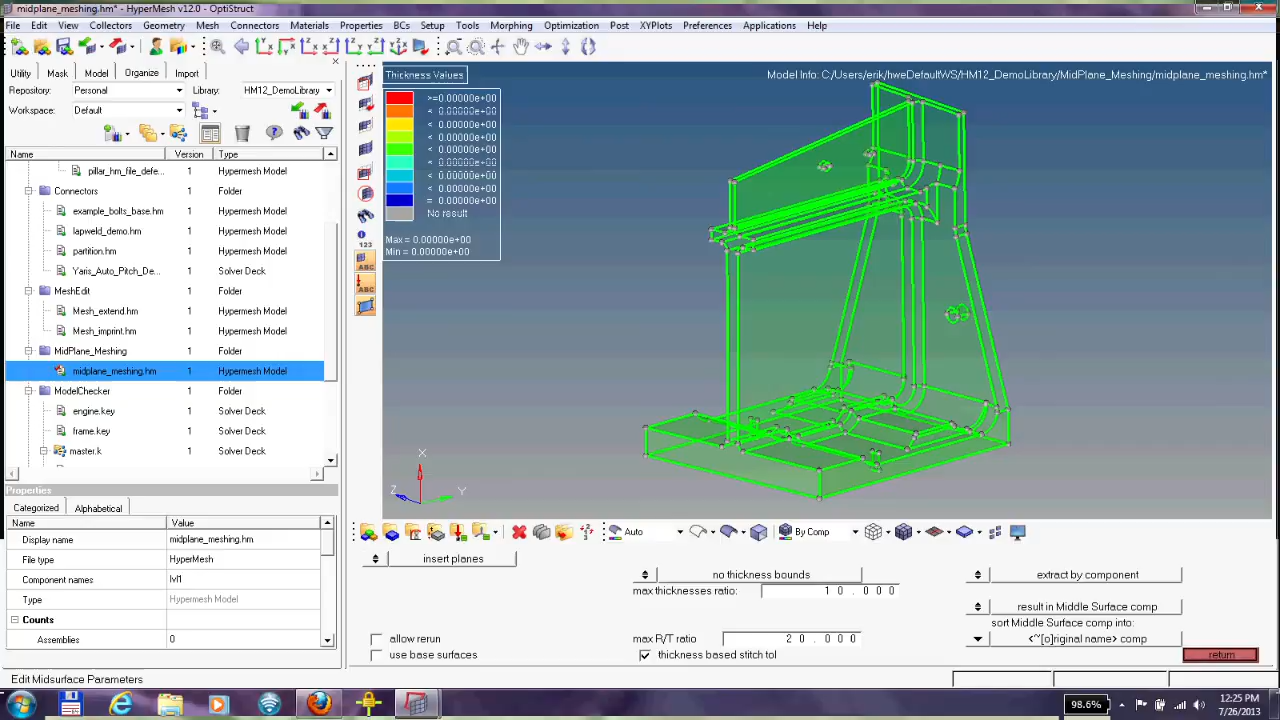 midplane_meshing.hm* - HyperMesh v12.0 - OptiStruct
File Edit View Collectors Geometry Mesh Connectors Materials Properties BCs Setup Tools Morphing Optimization Post XYPlots Preferences Applications Help
Utility Mask Model Organize Import
Repository: Personal Library: HM12_DemoLibrary
Workspace: Default
Name Version Type
pillar_hm_file_defe... 1 Hypermesh Model
Connectors 1 Folder
example_bolts_base.hm 1 Hypermesh Model
lapweld_demo.hm 1 Hypermesh Model
partition.hm 1 Hypermesh Model
Yaris_Auto_Pitch_De... 1 Solver Deck
MeshEdit 1 Folder
Mesh_extend.hm 1 Hypermesh Model
Mesh_imprint.hm 1 Hypermesh Model
MidPlane_Meshing 1 Folder
midplane_meshing.hm 1 Hypermesh Model
ModelChecker 1 Folder
engine.key 1 Solver Deck
frame.key 1 Solver Deck
master.k 1 Solver Deck
Properties
Categorized Alphabetical
Name Value
Display name midplane_meshing.hm
File type HyperMesh
Component names lvl1
Type Hypermesh Model
Counts
Assemblies 0
Edit Midsurface Parameters
123
ABC
ABC
Thickness Values
>=0.00000e+00
< 0.00000e+00
< 0.00000e+00
< 0.00000e+00
< 0.00000e+00
< 0.00000e+00
< 0.00000e+00
< 0.00000e+00
= 0.00000e+00
No result
Max = 0.00000e+00
Min = 0.00000e+00
Model Info: C:/Users/erik/hweDefaultWS/HM12_DemoLibrary/MidPlane_Meshing/midplane_meshing.hm*
X
Z Y
Auto By Comp
insert planes
allow rerun
use base surfaces
no thickness bounds
max thicknesses ratio: 10.000
max R/T ratio 20.000
thickness based stitch tol
extract by component
result in Middle Surface comp
sort Middle Surface comp into:
<~[o]riginal name> comp
return
98.6%
12:25 PM
7/26/2013